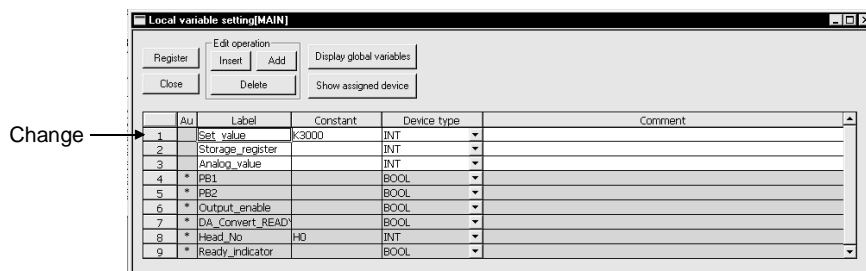 Local variable setting[MAIN]
Edit operation
Register Insert Add Display global variables
Close Delete Show assigned device
Au Label Constant Device type Comment
Change 1 Set_value K3000 INT
2 Storage_register INT
3 Analog_value INT
4 * PB1 BOOL
5 * PB2 BOOL
6 * Output_enable BOOL
7 * DA_Convert_READY BOOL
8 * Head_No H0 INT
9 * Ready_indicator BOOL